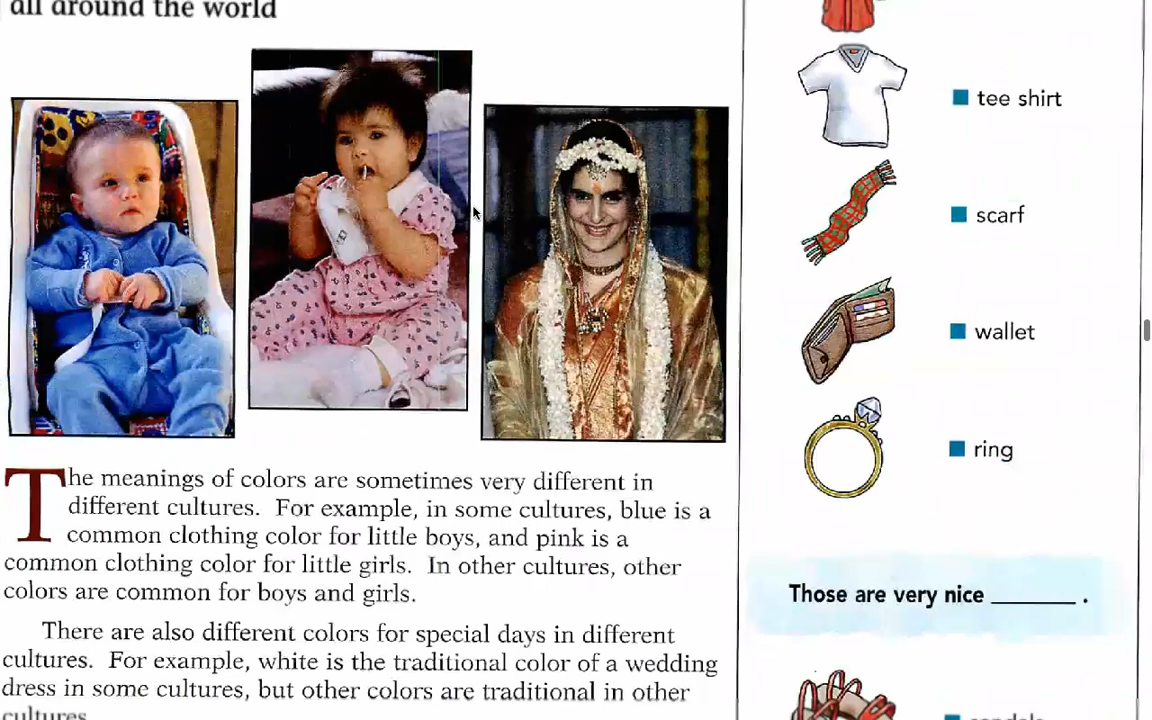 all around the world
The meanings of colors are sometimes very different in
different cultures. For example, in some cultures, blue is a
common clothing color for little boys, and pink is a
common clothing color for little girls. In other cultures, other
colors are common for boys and girls.
There are also different colors for special days in different
cultures. For example, white is the traditional color of a wedding
dress in some cultures, but other colors are traditional in other
cultures
tee shirt
scarf
wallet
ring
Those are very nice ________ .
sandals